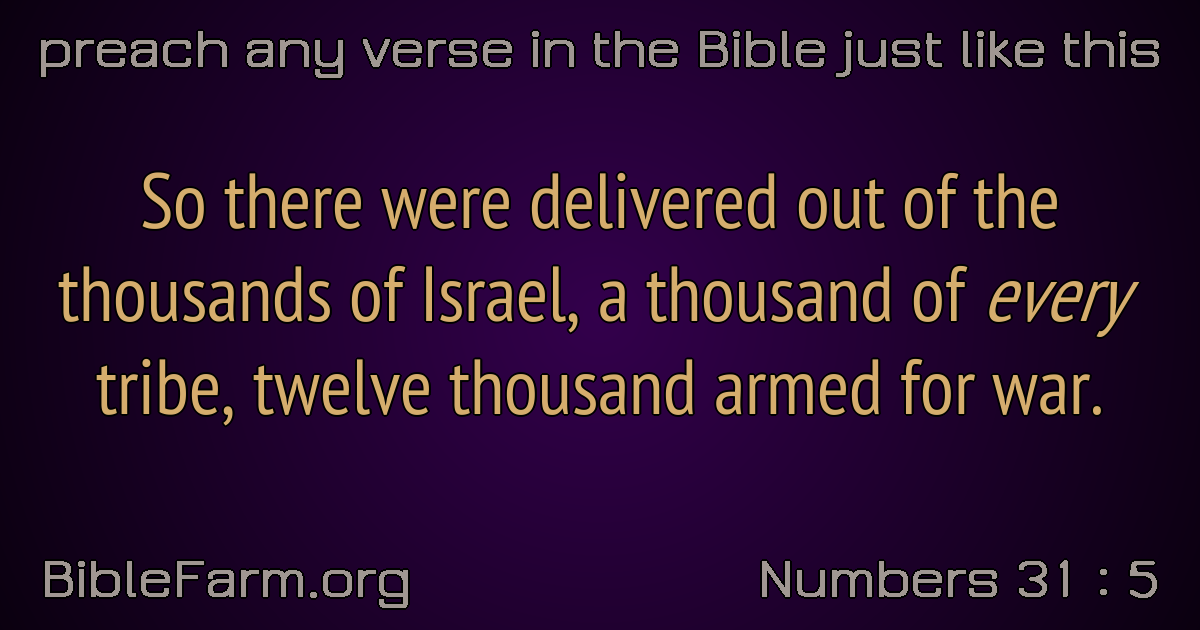 preach any verse in the Bible just like this
So there were delivered out of the
thousands of Israel, a thousand of every
tribe, twelve thousand armed for war.
BibleFarm.org
Numbers 31 : 5